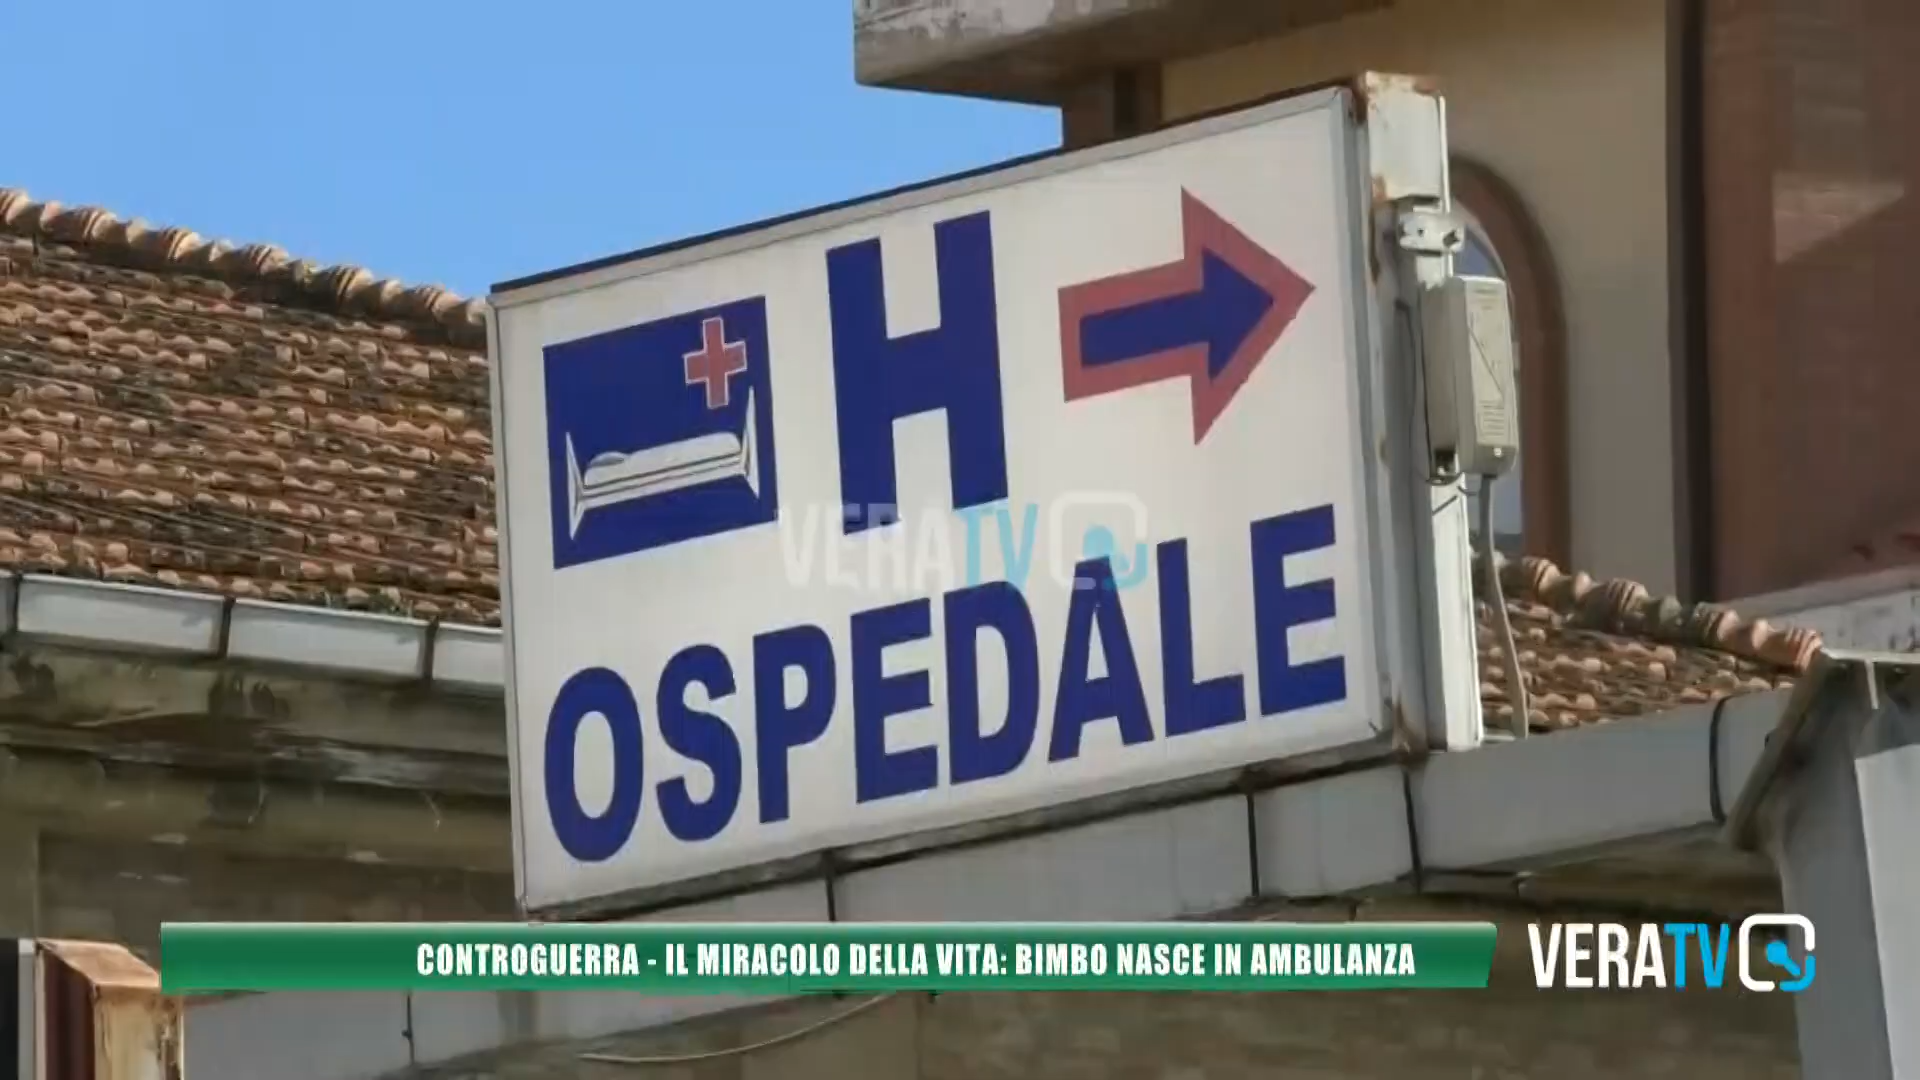 H
OSPEDALE
VERATV
CONTROGUERRA - IL MIRACOLO DELLA VITA: BIMBO NASCE IN AMBULANZA
VERATV